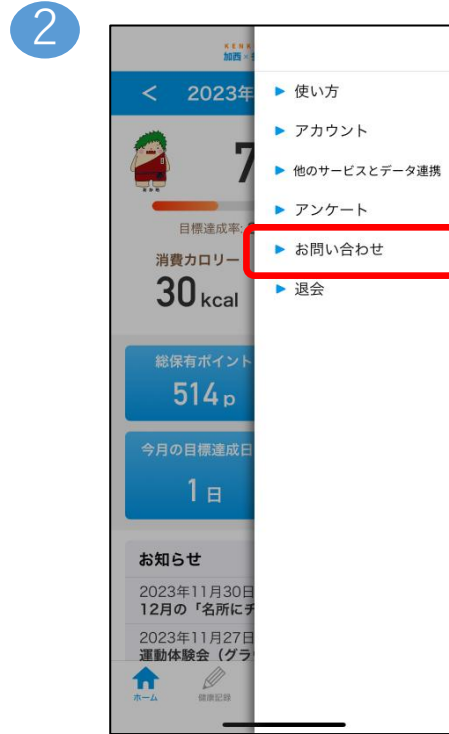 2
KENK
加西×
< 2023年
使い方
アカウント
他のサービスとデータ連携
アンケート
お問い合わせ
退会
7
目標達成率:
消費カロリー
30 kcal
総保有ポイント
514 p
今月の目標達成日
1 日
お知らせ
2023年11月30日
12月の「名所にチ
2023年11月27日
運動体験会（グラ
ホーム
健康記録